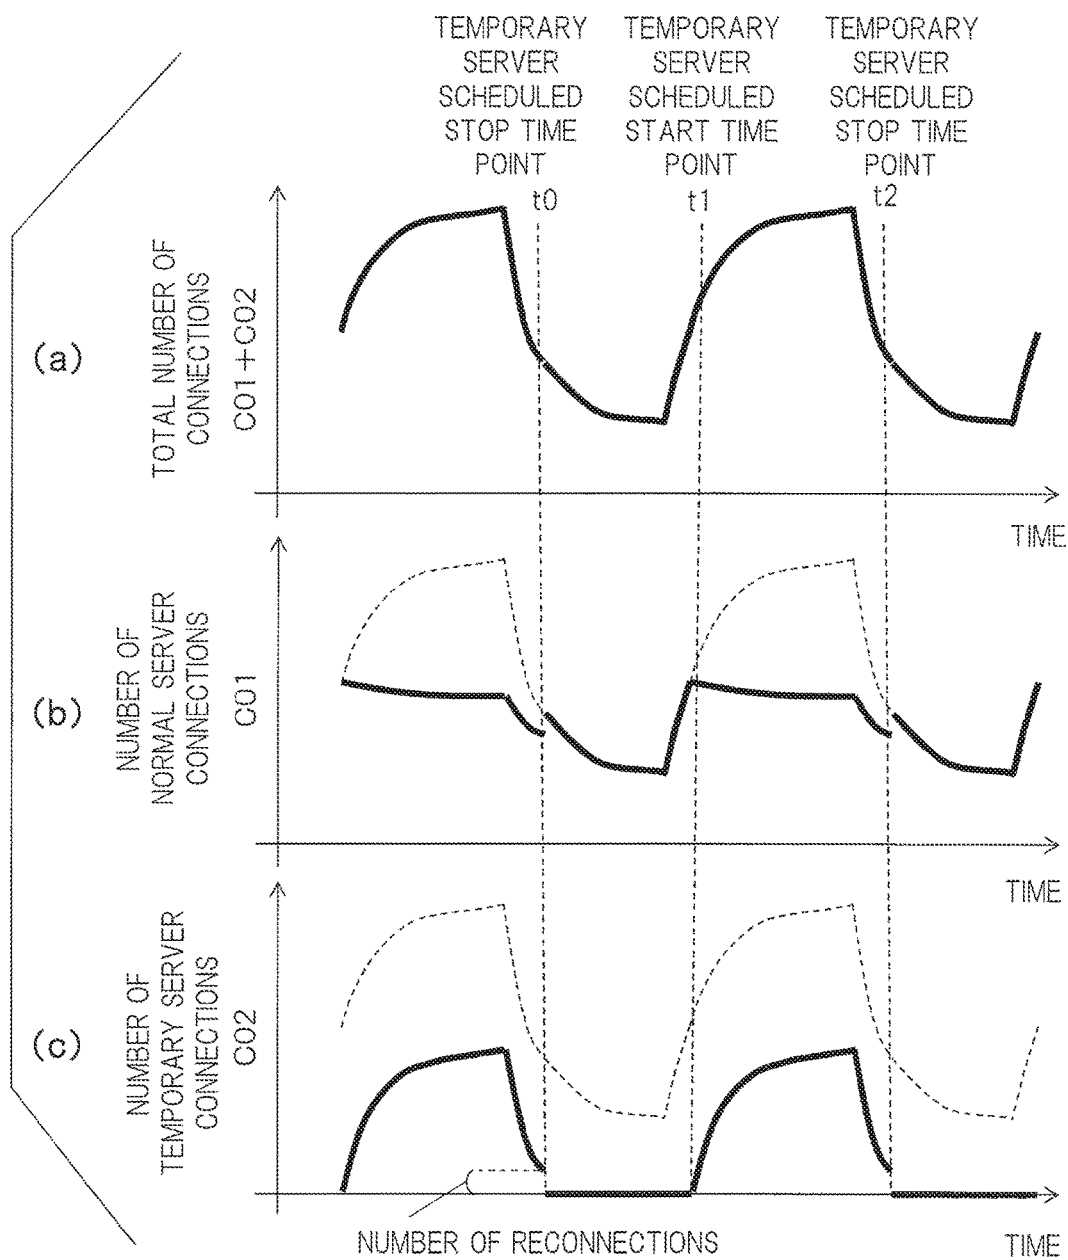 TEMPORARY
SERVER
SCHEDULED
STOP TIME
POINT
t0
TEMPORARY
SERVER
SCHEDULED
START TIME
POINT
t1
TEMPORARY
SERVER
SCHEDULED
STOP TIME
POINT
t2
(a)
TOTAL NUMBER OF
CONNECTIONS
C01+C02
TIME
(b)
NUMBER OF
NORMAL SERVER
CONNECTIONS
C01
TIME
(c)
NUMBER OF
TEMPORARY SERVER
CONNECTIONS
C02
NUMBER OF RECONNECTIONS
TIME